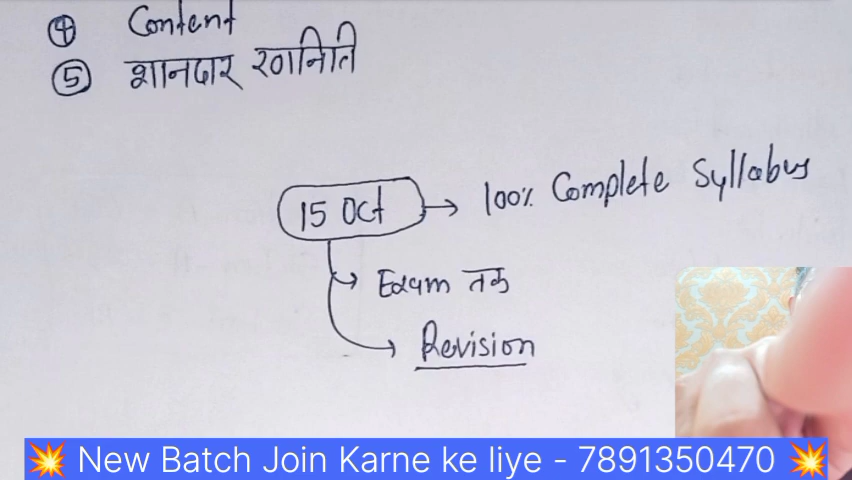 ④ Content
⑤ शानदार रणनिति
15 Oct → 100% Complete Syllabus
→ Exam तक
→ Revision
💥 New Batch Join Karne ke liye - 7891350470 💥